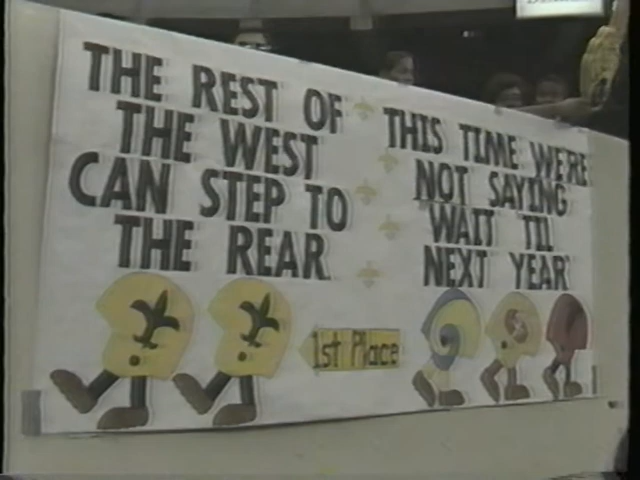 THE REST OF
THE WEST
CAN STEP TO
THE REAR
THIS TIME WE'RE
NOT SAYING
WAIT TIL
NEXT YEAR
1st Place